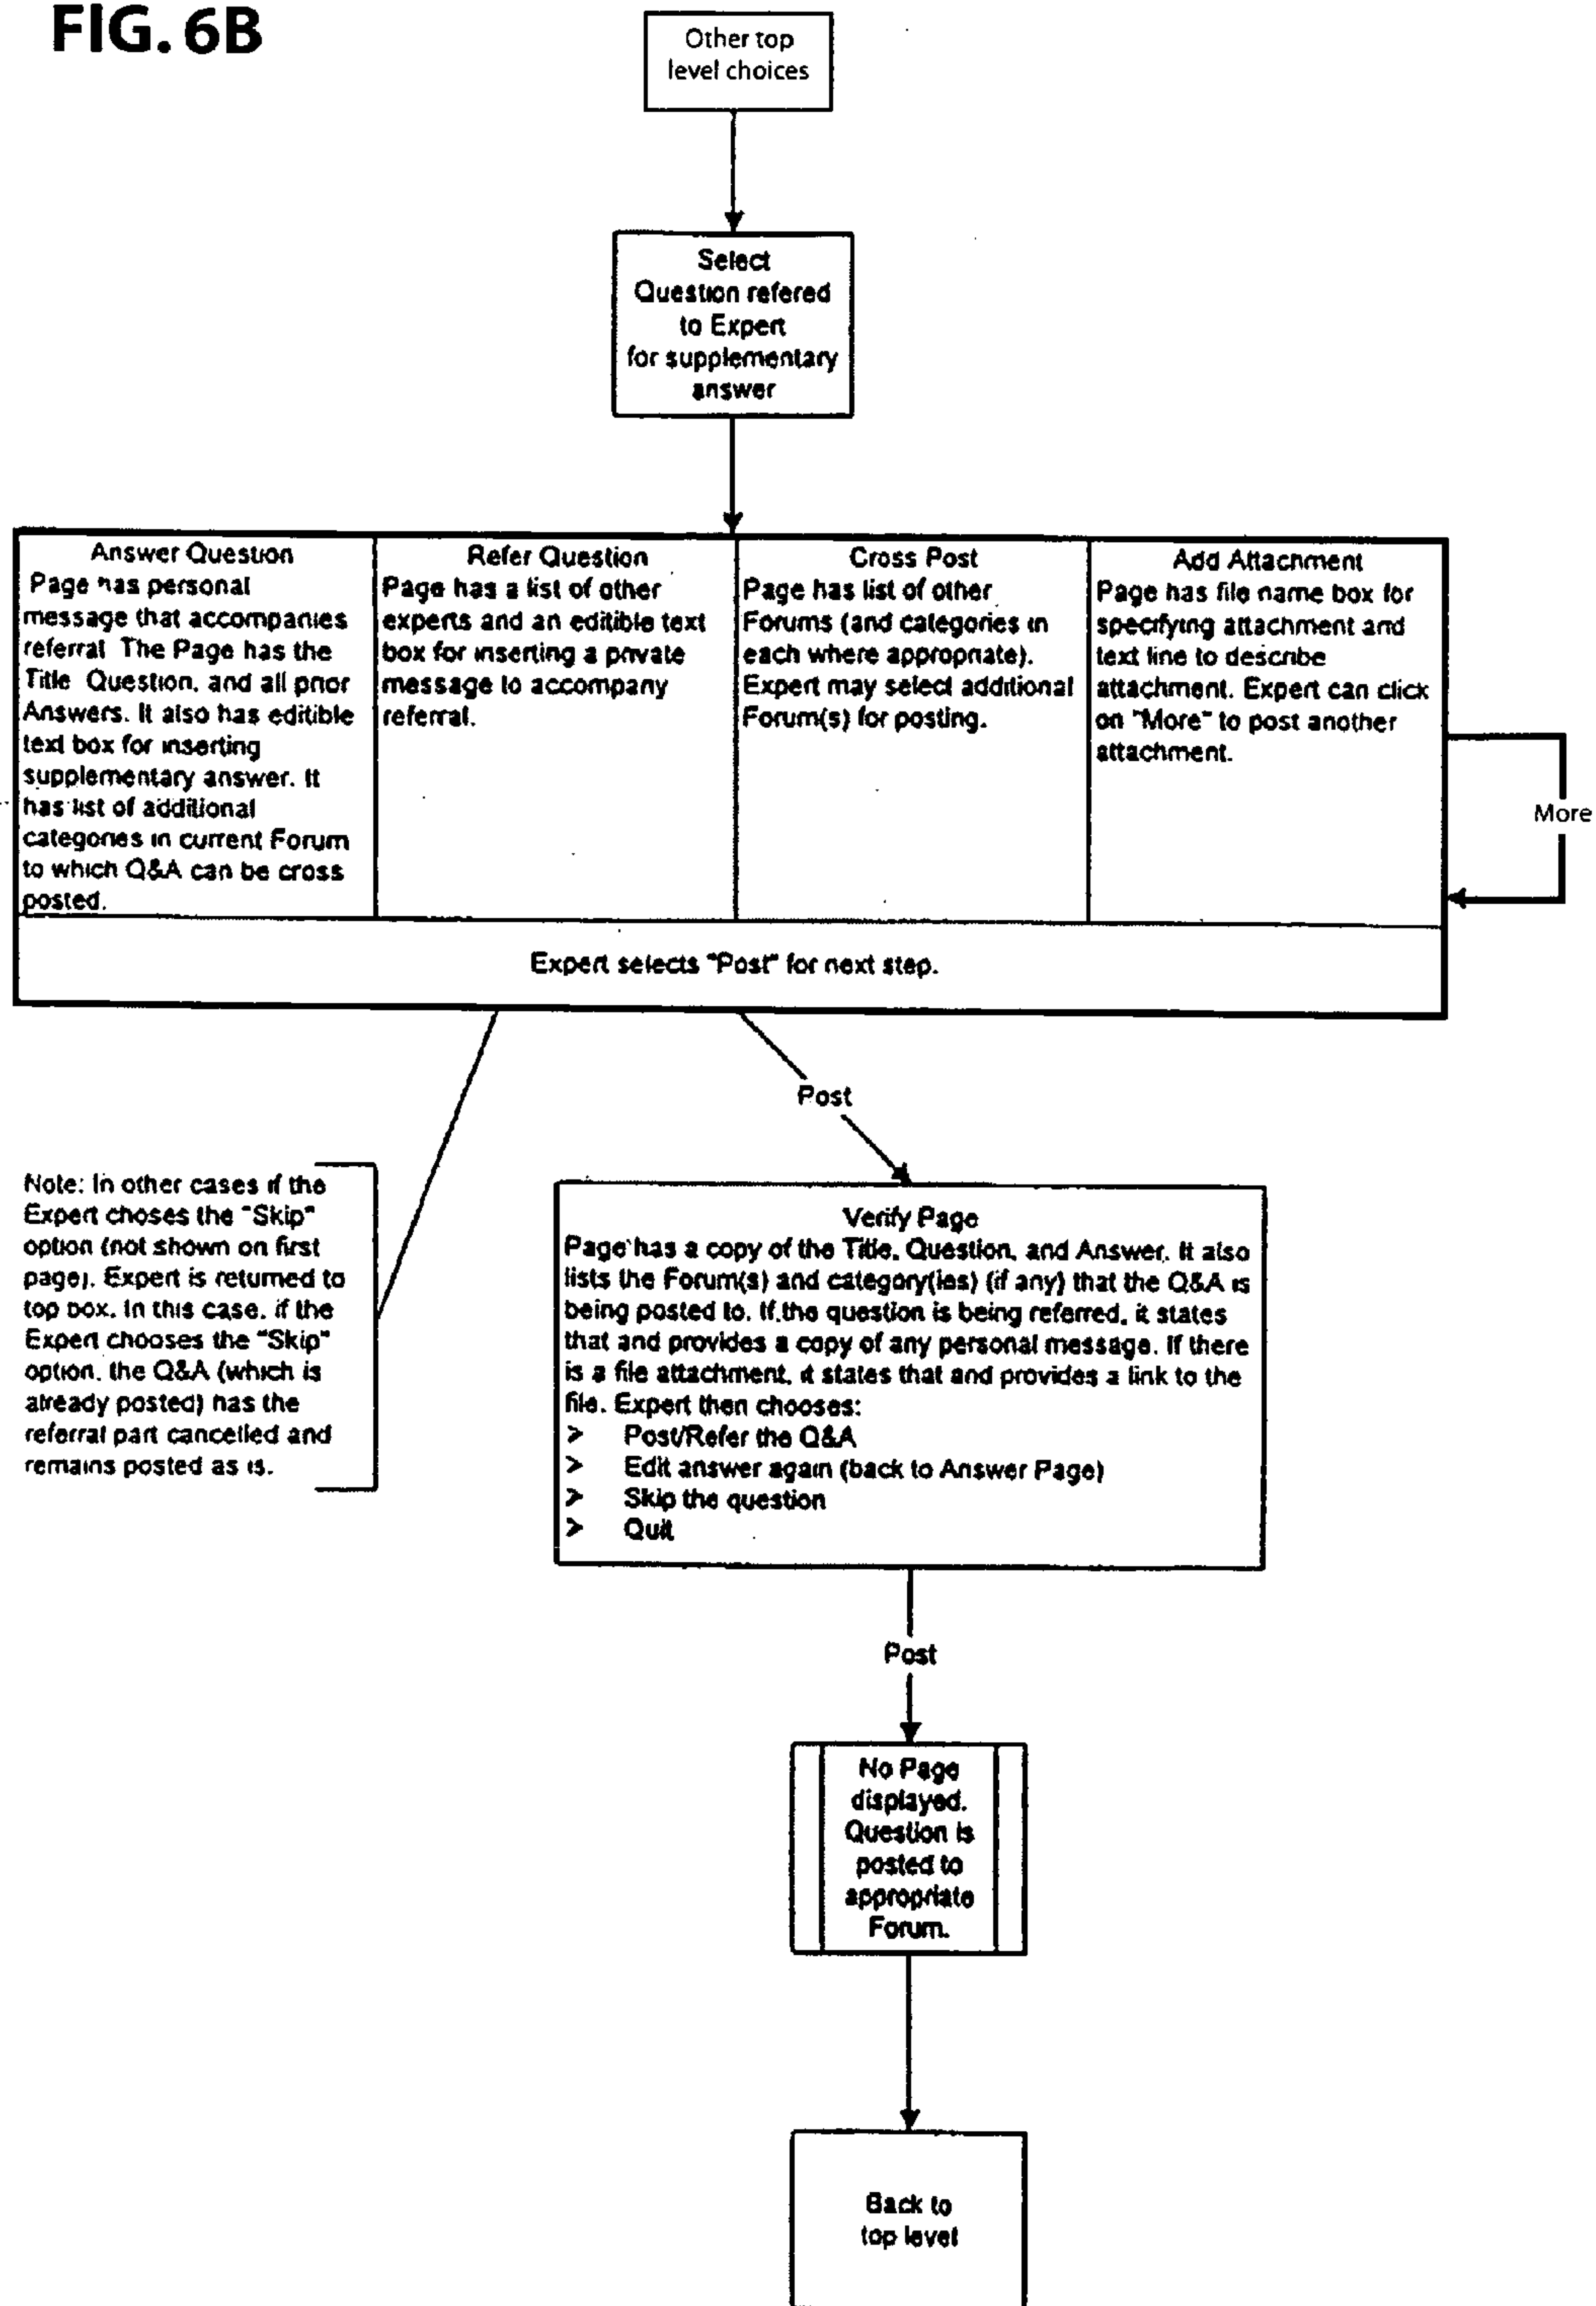 FIG. 6B
Other top
level choices
Select
Question refered
to Expert
for supplementary
answer
Answer Question
Page has personal
message that accompanies
referral The Page has the
Title Question, and all prior
Answers. It also has editible
text box for inserting
supplementary answer. It
has list of additional
categories in current Forum
to which Q&A can be cross
posted.
Refer Question
Page has a list of other
experts and an editible text
box for inserting a private
message to accompany
referral.
Cross Post
Page has list of other
Forums (and categories in
each where appropriate).
Expert may select additional
Forum(s) for posting.
Add Attachment
Page has file name box for
specifying attachment and
text line to describe
attachment. Expert can click
on "More" to post another
attachment.
More
Expert selects "Post" for next step.
Post
Note: In other cases if the
Expert choses the "Skip"
option (not shown on first
page), Expert is returned to
top box. In this case, if the
Expert chooses the "Skip"
option, the Q&A (which is
already posted) has the
referral part cancelled and
remains posted as is.
Verify Page
Page has a copy of the Title, Question, and Answer. It also
lists the Forum(s) and category(ies) (if any) that the Q&A is
being posted to. If the question is being referred, it states
that and provides a copy of any personal message. If there
is a file attachment, it states that and provides a link to the
file. Expert then chooses:
> Post/Refer the Q&A
> Edit answer again (back to Answer Page)
> Skip the question
> Quit
Post
No Page
displayed.
Question is
posted to
appropriate
Forum.
Back to
top level